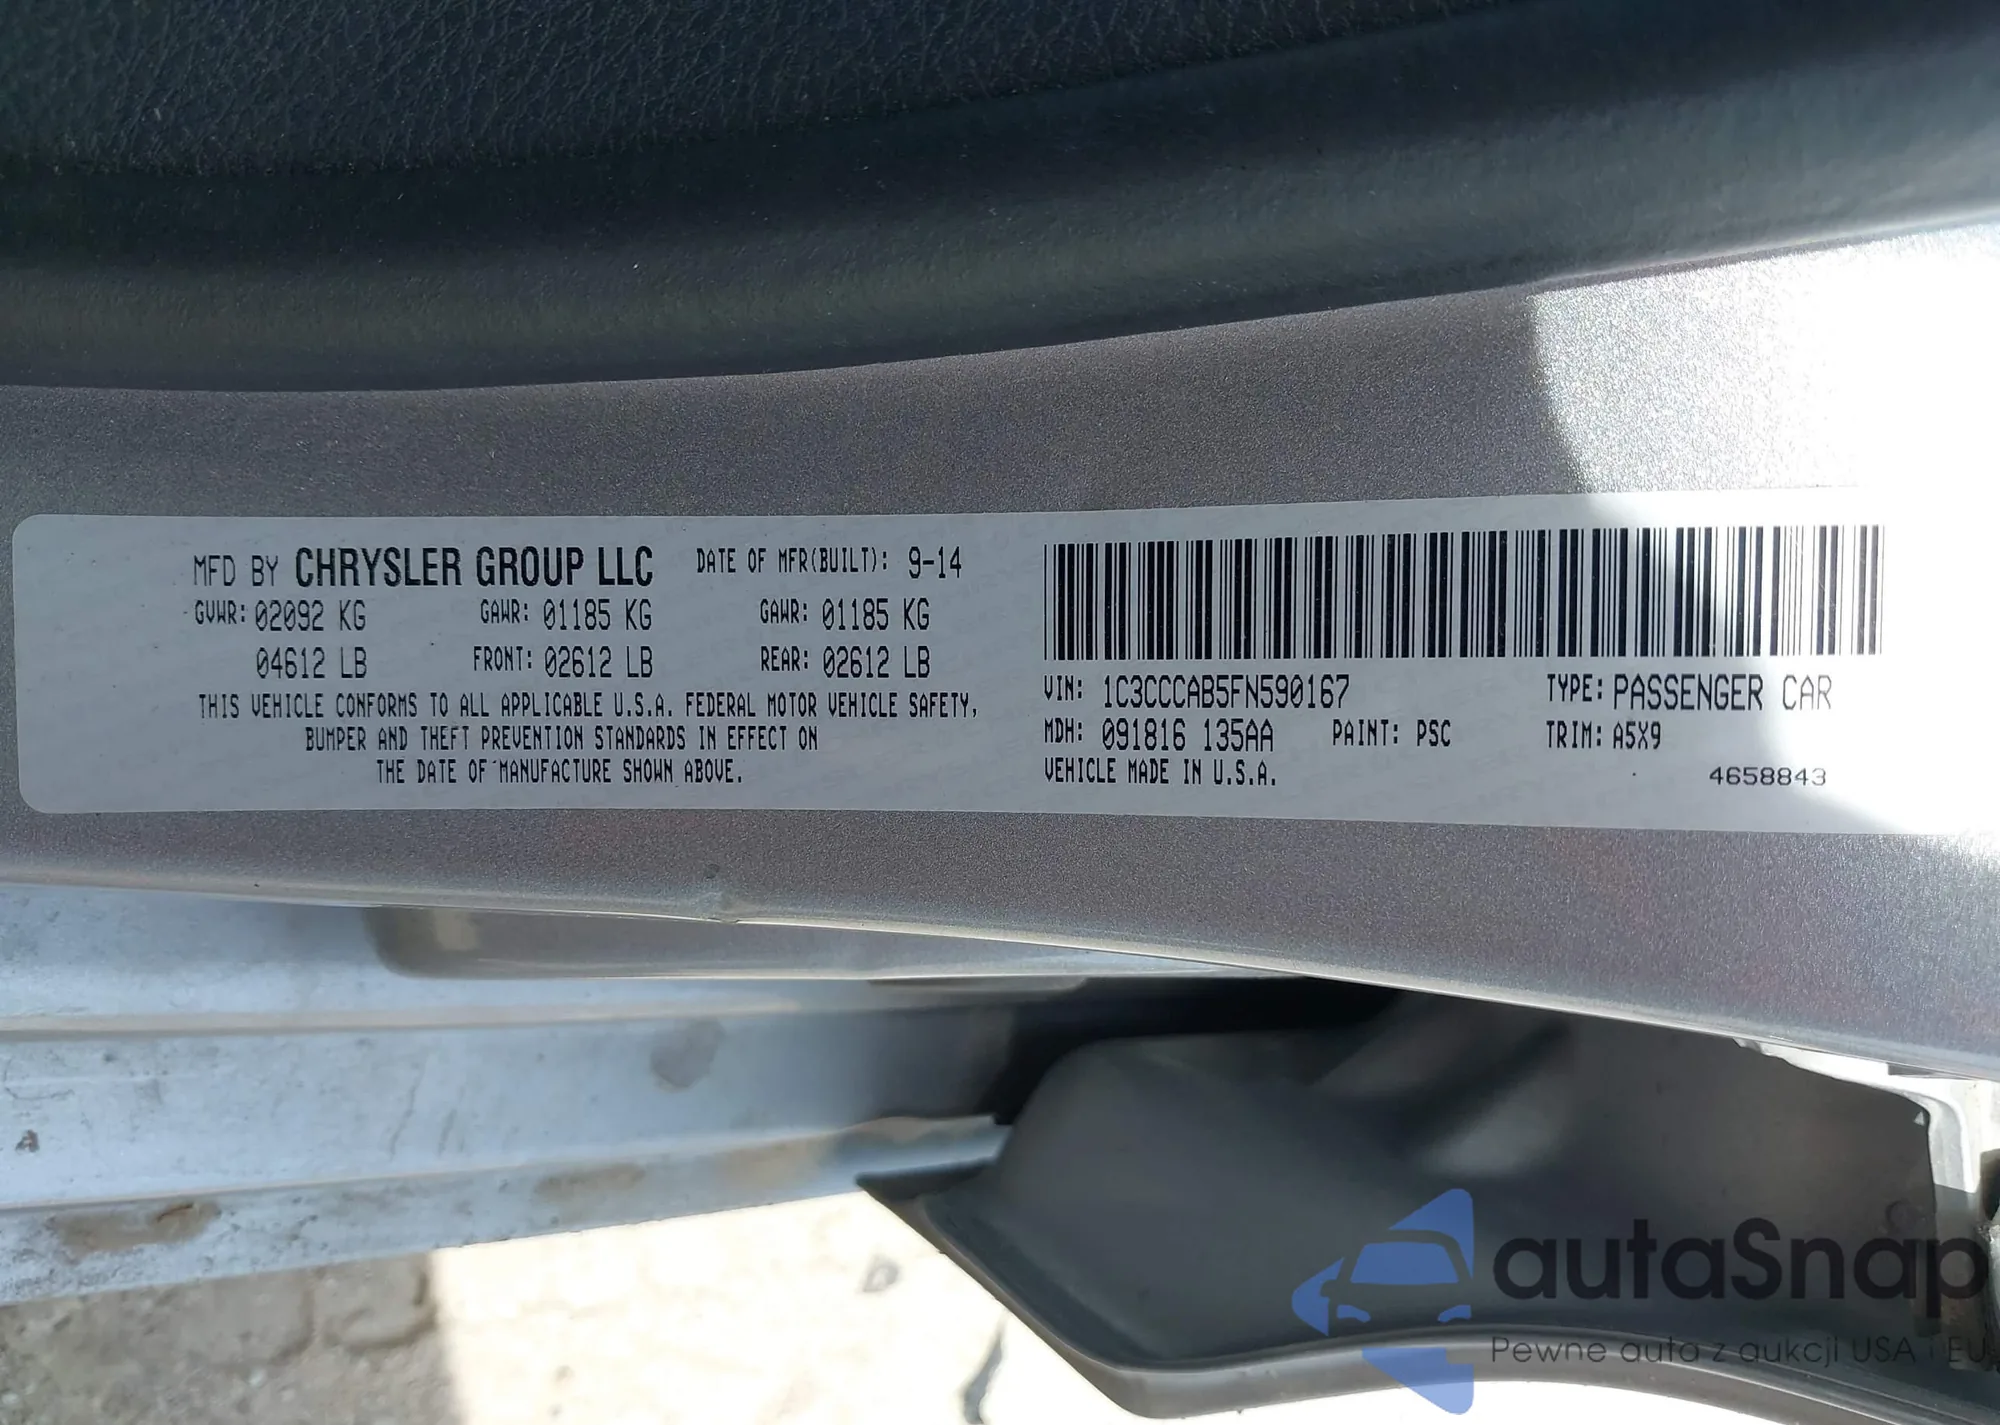 MFD BY CHRYSLER GROUP LLC DATE OF MFR(BUILT): 9-14
GVWR: 02092 KG GAWR: 01185 KG GAWR: 01185 KG
04612 LB FRONT: 02612 LB REAR: 02612 LB
THIS VEHICLE CONFORMS TO ALL APPLICABLE U.S.A. FEDERAL MOTOR VEHICLE SAFETY,
BUMPER AND THEFT PREVENTION STANDARDS IN EFFECT ON
THE DATE OF MANUFACTURE SHOWN ABOVE.
VIN: 1C3CCCAB5FN590167 TYPE: PASSENGER CAR
MDH: 091816 135AA PAINT: PSC TRIM: A5X9
VEHICLE MADE IN U.S.A. 4658843
autaSnap
Pewne auto z aukcji USA i EU